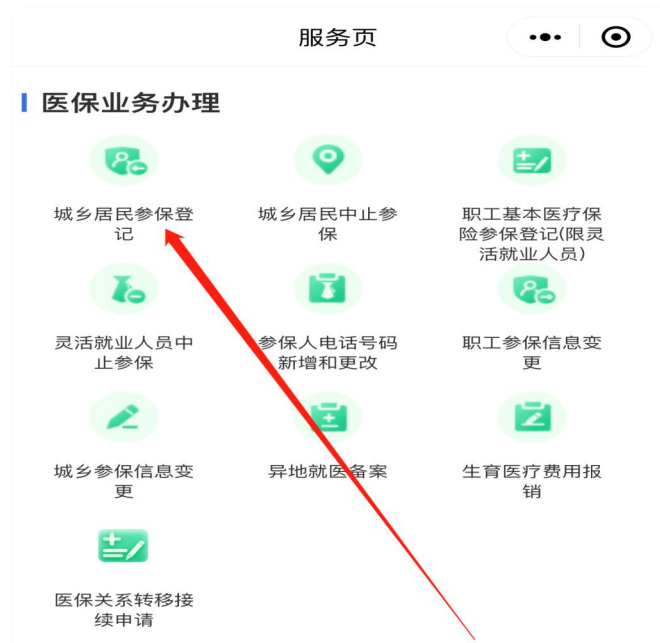 服务页
医保业务办理
城乡居民参保登
记
城乡居民中止参
保
职工基本医疗保
险参保登记(限灵
活就业人员)
灵活就业人员中
止参保
参保人电话号码
新增和更改
职工参保信息变
更
城乡参保信息变
更
异地就医备案
生育医疗费用报
销
医保关系转移接
续申请